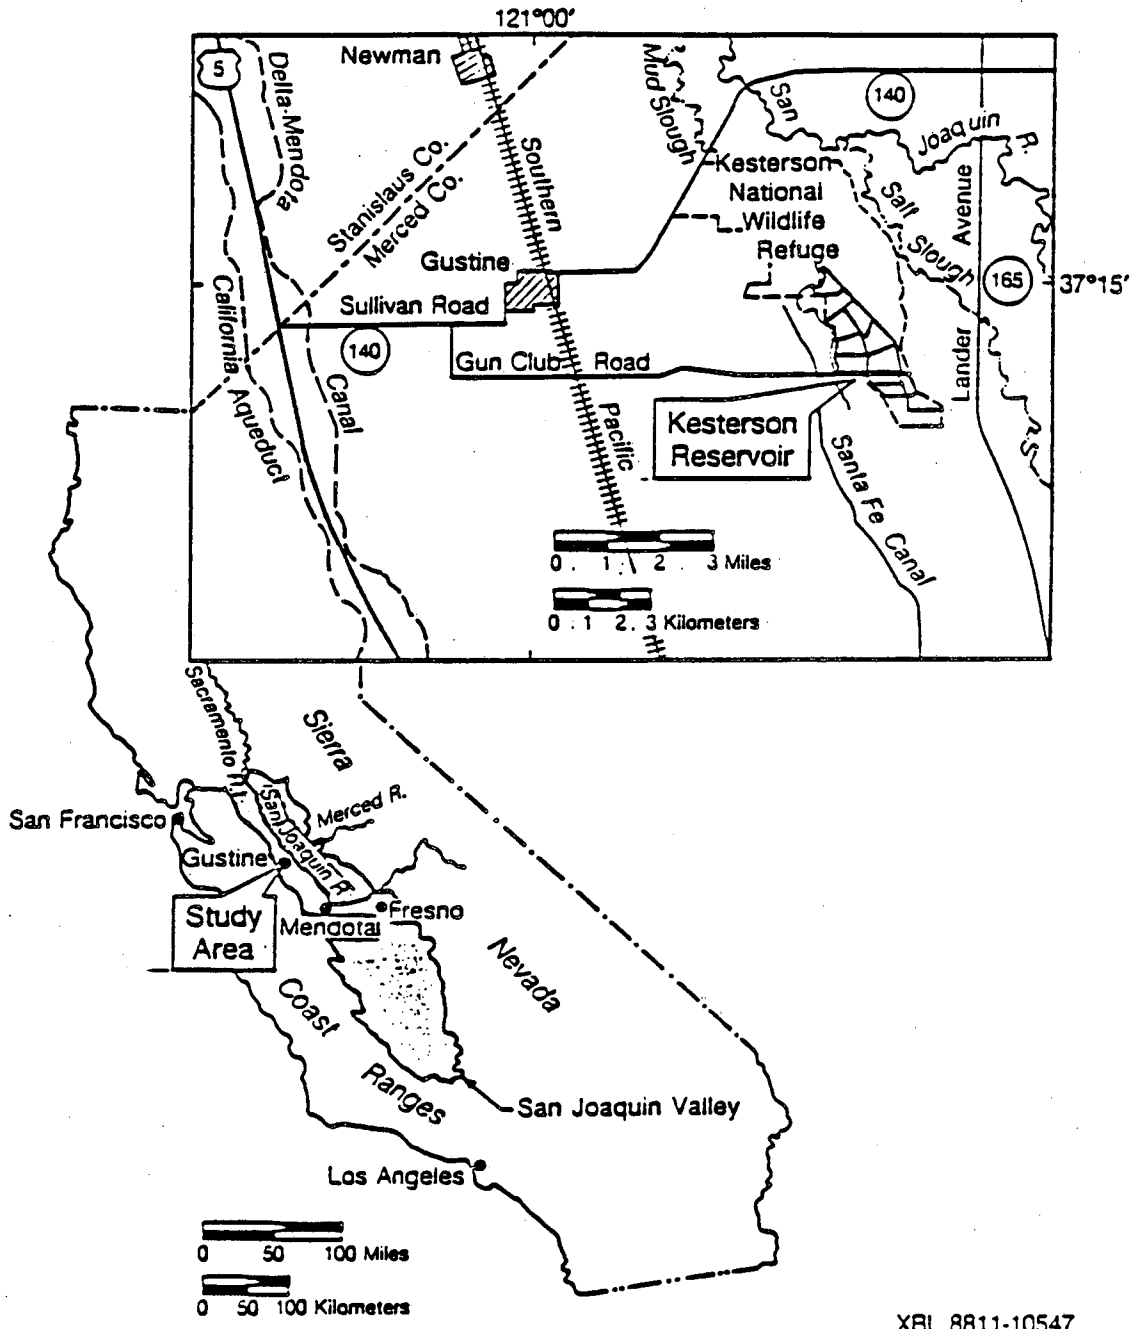 121°00'
Newman
5
Delta-Mendota
Mud Slough
San
140
Joaquin
R.
Stanislaus Co.
Merced Co.
Southern
Kesterson
National
Wildlife
Refuge
Salt
Slough
Avenue
Gustine
165
37°15'
California
Sullivan Road
140
Gun Club Road
Lander
Aqueduct
Canal
Pacific
Kesterson
Reservoir
Santa Fe Canal
0 . 1 . 2 . 3 Miles
0 . 1 2 . 3 Kilometers
Sacramento R.
Sierra
San Joaquin R.
Merced R.
San Francisco
Gustine
Study
Area
Mendota
Fresno
Nevada
Coast
Ranges
San Joaquin Valley
Los Angeles
0 50 100 Miles
0 50 100 Kilometers
XBL 8811-10547